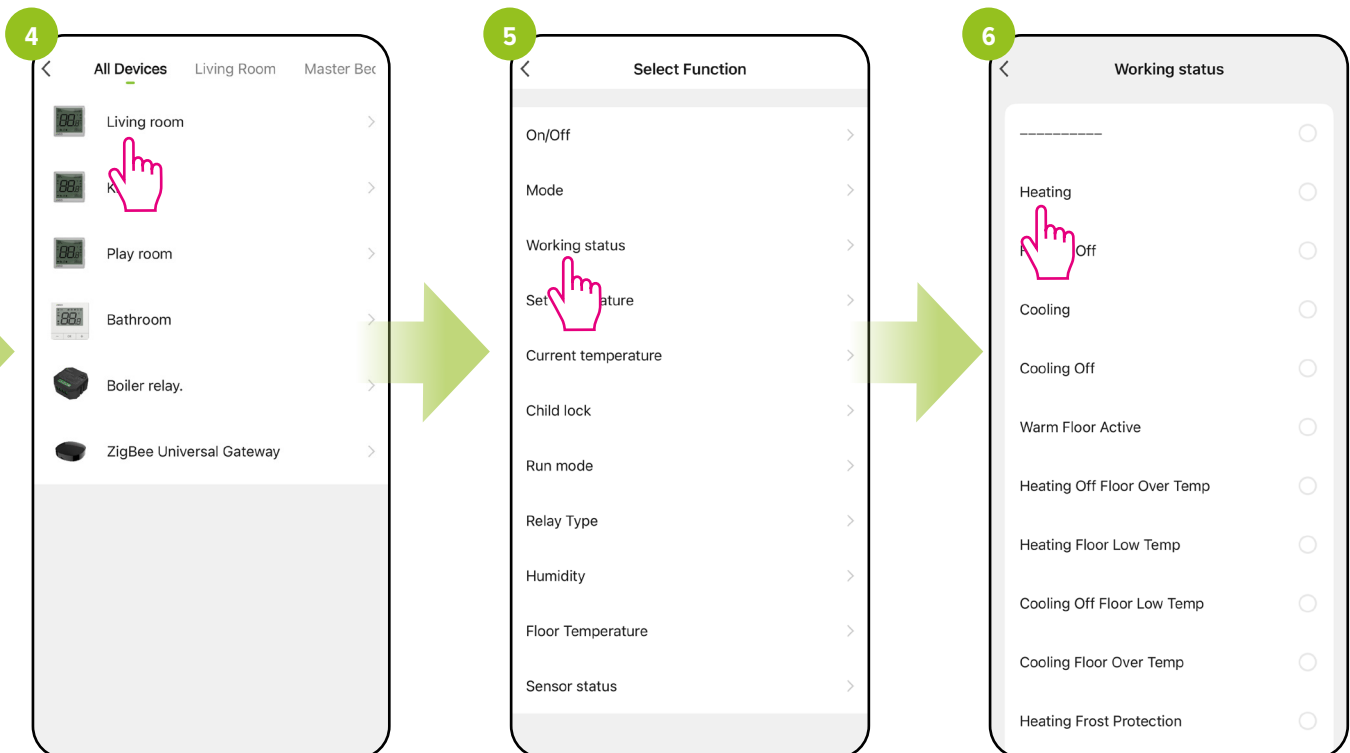 4
All Devices Living Room Master Bec
Living room
K
Play room
Bathroom
Boiler relay.
ZigBee Universal Gateway
5
Select Function
On/Off
Mode
Working status
Set ature
Current temperature
Child lock
Run mode
Relay Type
Humidity
Floor Temperature
Sensor status
6
Working status
__________
Heating
Off
Cooling
Cooling Off
Warm Floor Active
Heating Off Floor Over Temp
Heating Floor Low Temp
Cooling Off Floor Low Temp
Cooling Floor Over Temp
Heating Frost Protection